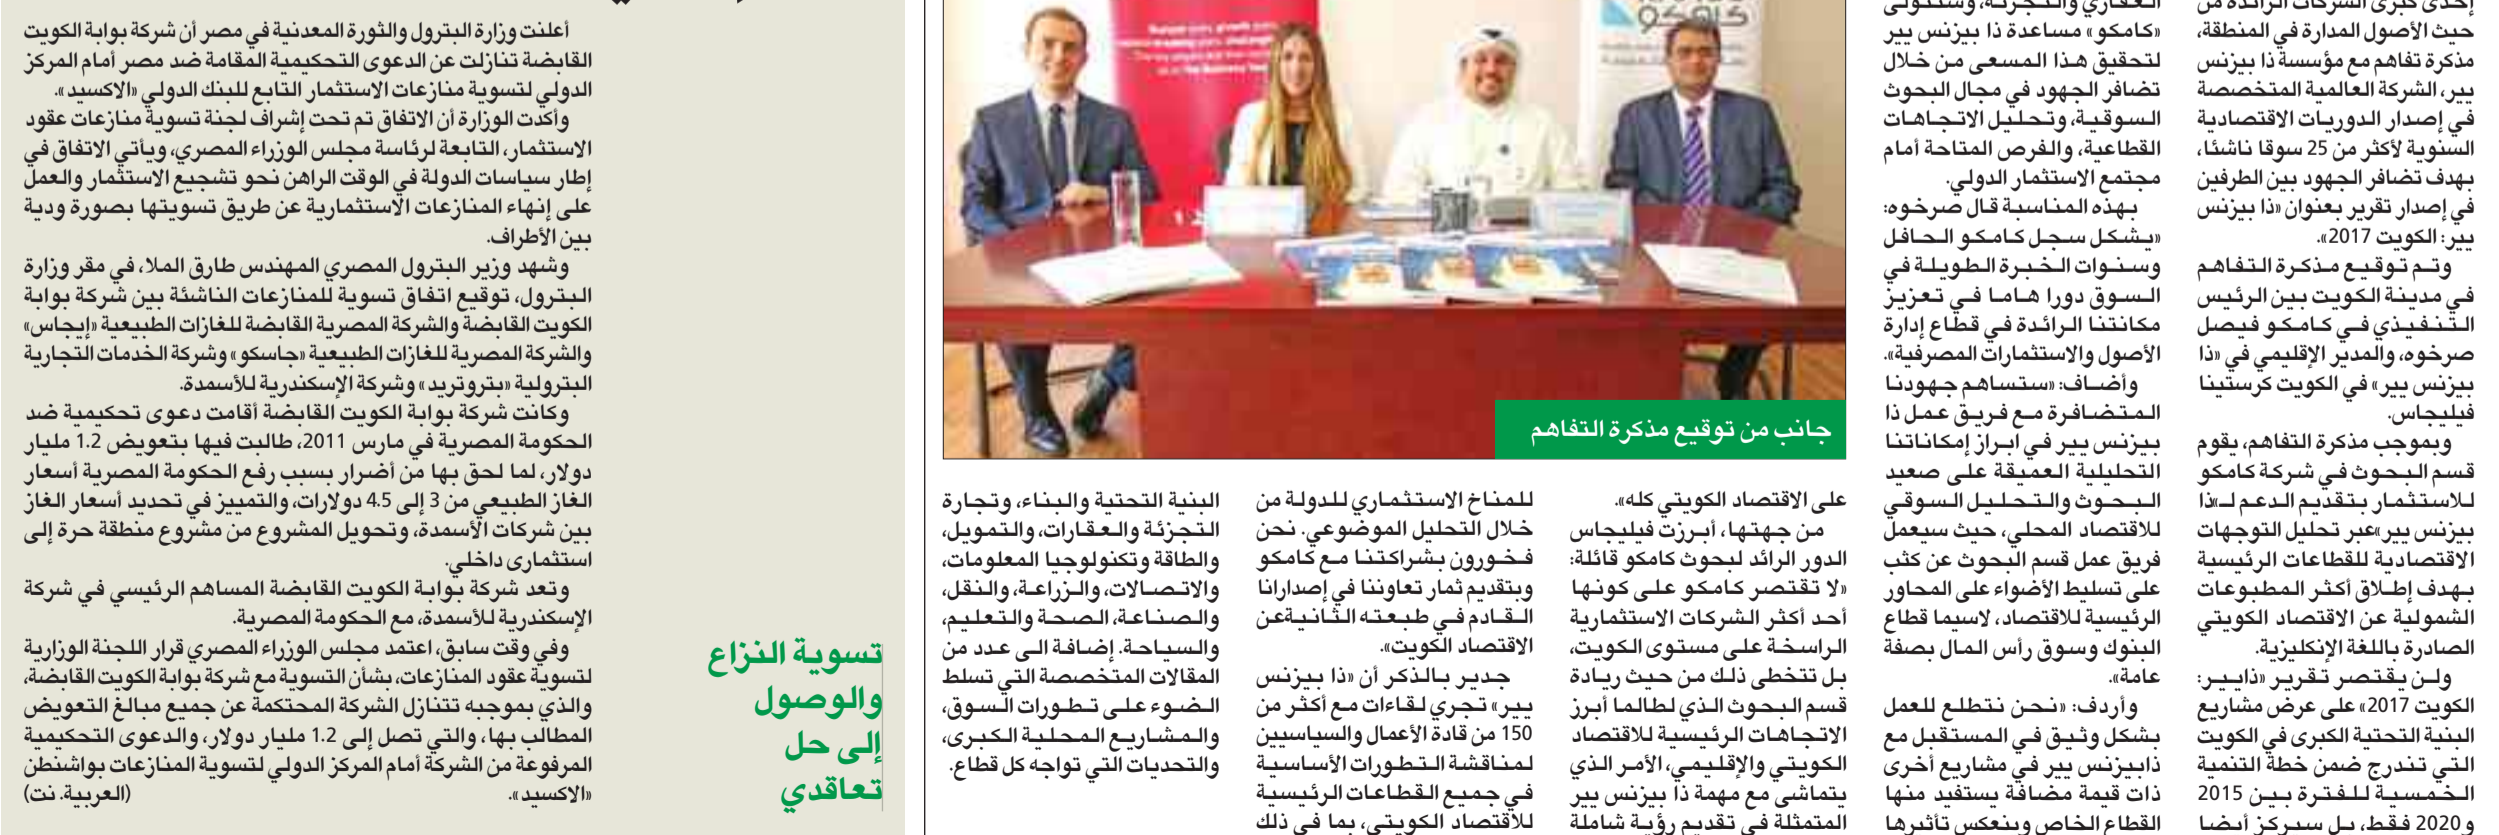 إحدى كبرى الشركات الرائدة من
حيث الأصول المدارة في المنطقة،
مذكرة تفاهم مع مؤسسة ذا بيزنس
يير، الشركة العالمية المتخصصة
في إصدار الدوريات الاقتصادية
السنوية لأكثر من 25 سوقا ناشئا،
بهدف تضافر الجهود بين الطرفين
في إصدار تقرير بعنوان «ذا بيزنس
يير: الكويت 2017».
وتم توقيع مذكرة التفاهم
في مدينة الكويت بين الرئيس
التنفيذي في كامكو فيصل
صرخوه، والمدير الإقليمي في «ذا
بيزنس يير» في الكويت كرستينا
فيليجاس.
وبموجب مذكرة التفاهم، يقوم
قسم البحوث في شركة كامكو
للاستثمار بتقديم الدعم لـ«ذا
بيزنس يير»عبر تحليل التوجهات
الاقتصادية للقطاعات الرئيسية
بهدف إطلاق أكثر المطبوعات
الشمولية عن الاقتصاد الكويتي
الصادرة باللغة الإنكليزية.
ولن يقتصر تقرير «ذايير:
الكويت 2017» على عرض مشاريع
البنية التحتية الكبرى في الكويت
التي تندرج ضمن خطة التنمية
الخمسية للفترة بين 2015
و2020 فقط، بل سيركز أيضا
العقاري والتجزئة، وستتولى
«كامكو» مساعدة ذا بيزنس يير
لتحقيق هذا المسعى من خلال
تضافر الجهود في مجال البحوث
السوقية، وتحليل الاتجاهات
القطاعية، والفرص المتاحة أمام
مجتمع الاستثمار الدولي.
بهذه المناسبة قال صرخوه:
«يشكل سجل كامكو الحافل
وسنوات الخبرة الطويلة في
السوق دورا هاما في تعزيز
مكانتنا الرائدة في قطاع إدارة
الأصول والاستثمارات المصرفية».
وأضاف: «ستساهم جهودنا
المتضافرة مع فريق عمل ذا
بيزنس يير في ابراز إمكاناتنا
التحليلية العميقة على صعيد
البحوث والتحليل السوقي
للاقتصاد المحلي، حيث سيعمل
فريق عمل قسم البحوث عن كثب
على تسليط الأضواء على المحاور
الرئيسية للاقتصاد، لاسيما قطاع
البنوك وسوق رأس المال بصفة
عامة».
وأردف: «نحن نتطلع للعمل
بشكل وثيق في المستقبل مع
ذابيزنس يير في مشاريع أخرى
ذات قيمة مضافة يستفيد منها
القطاع الخاص وينعكس تأثيرها
كامكو
جانب من توقيع مذكرة التفاهم
على الاقتصاد الكويتي كله».
من جهتها، أبرزت فيليجاس
الدور الرائد لبحوث كامكو قائلة:
«لا تقتصر كامكو على كونها
أحد أكثر الشركات الاستثمارية
الراسخة على مستوى الكويت،
بل تتخطى ذلك من حيث ريادة
قسم البحوث الذي لطالما أبرز
الاتجاهات الرئيسية للاقتصاد
الكويتي والإقليمي، الأمر الذي
يتماشى مع مهمة ذا بيزنس يير
المتمثلة في تقديم رؤية شاملة
للمناخ الاستثماري للدولة من
خلال التحليل الموضوعي. نحن
فخورون بشراكتنا مع كامكو
وبتقديم ثمار تعاوننا في إصدارانا
القادم في طبعته الثانيةعن
الاقتصاد الكويت».
جدير بالذكر أن «ذا بيزنس
يير» تجري لقاءات مع أكثر من
150 من قادة الأعمال والسياسيين
لمناقشة التطورات الأساسية
في جميع القطاعات الرئيسية
للاقتصاد الكويتي، بما في ذلك
البنية التحتية والبناء، وتجارة
التجزئة والعقارات، والتمويل،
والطاقة وتكنولوجيا المعلومات،
والاتصالات، والزراعة، والنقل،
والصناعة، الصحة والتعليم،
والسياحة. إضافة الى عدد من
المقالات المتخصصة التي تسلط
الضوء على تطورات السوق،
والمشاريع المحلية الكبرى،
والتحديات التي تواجه كل قطاع.
تسوية النزاع
والوصول
إلى حل
تعاقدي
أعلنت وزارة البترول والثورة المعدنية في مصر أن شركة بوابة الكويت
القابضة تنازلت عن الدعوى التحكيمية المقامة ضد مصر أمام المركز
الدولي لتسوية منازعات الاستثمار التابع للبنك الدولي «الاكسيد».
وأكدت الوزارة أن الاتفاق تم تحت إشراف لجنة تسوية منازعات عقود
الاستثمار، التابعة لرئاسة مجلس الوزراء المصري، ويأتي الاتفاق في
إطار سياسات الدولة في الوقت الراهن نحو تشجيع الاستثمار والعمل
على إنهاء المنازعات الاستثمارية عن طريق تسويتها بصورة ودية
بين الأطراف.
وشهد وزير البترول المصري المهندس طارق الملا، في مقر وزارة
البترول، توقيع اتفاق تسوية للمنازعات الناشئة بين شركة بوابة
الكويت القابضة والشركة المصرية القابضة للغازات الطبيعية «إيجاس»
والشركة المصرية للغازات الطبيعية «جاسكو» وشركة الخدمات التجارية
البترولية «بتروتريد» وشركة الإسكندرية للأسمدة.
وكانت شركة بوابة الكويت القابضة أقامت دعوى تحكيمية ضد
الحكومة المصرية في مارس 2011، طالبت فيها بتعويض 1.2 مليار
دولار، لما لحق بها من أضرار بسبب رفع الحكومة المصرية أسعار
الغاز الطبيعي من 3 إلى 4.5 دولارات، والتمييز في تحديد أسعار الغاز
بين شركات الأسمدة، وتحويل المشروع من مشروع منطقة حرة إلى
استثمارى داخلي.
وتعد شركة بوابة الكويت القابضة المساهم الرئيسي في شركة
الإسكندرية للأسمدة، مع الحكومة المصرية.
وفي وقت سابق، اعتمد مجلس الوزراء المصري قرار اللجنة الوزارية
لتسوية عقود المنازعات، بشأن التسوية مع شركة بوابة الكويت القابضة،
والذي بموجبه تتنازل الشركة المحتكمة عن جميع مبالغ التعويض
المطالب بها، والتي تصل إلى 1.2 مليار دولار، والدعوى التحكيمية
المرفوعة من الشركة أمام المركز الدولي لتسوية المنازعات بواشنطن
«الاكسيد». (العربية. نت)